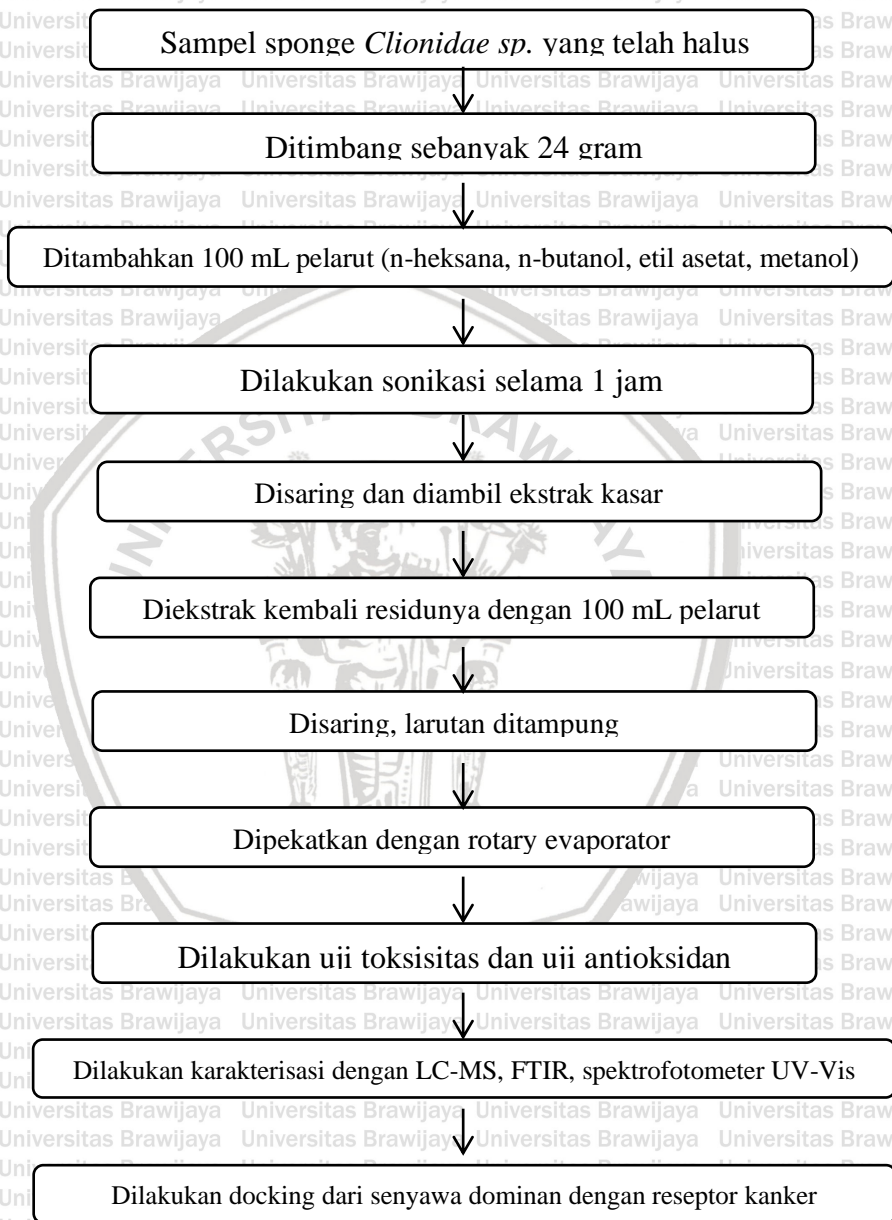 Sampel sponge Clionidae sp. yang telah halus
Ditimbang sebanyak 24 gram
Ditambahkan 100 mL pelarut (n-heksana, n-butanol, etil asetat, metanol)
Dilakukan sonikasi selama 1 jam
Disaring dan diambil ekstrak kasar
Diekstrak kembali residunya dengan 100 mL pelarut
Disaring, larutan ditampung
Dipekatkan dengan rotary evaporator
Dilakukan uji toksisitas dan uji antioksidan
Dilakukan karakterisasi dengan LC-MS, FTIR, spektrofotometer UV-Vis
Dilakukan docking dari senyawa dominan dengan reseptor kanker